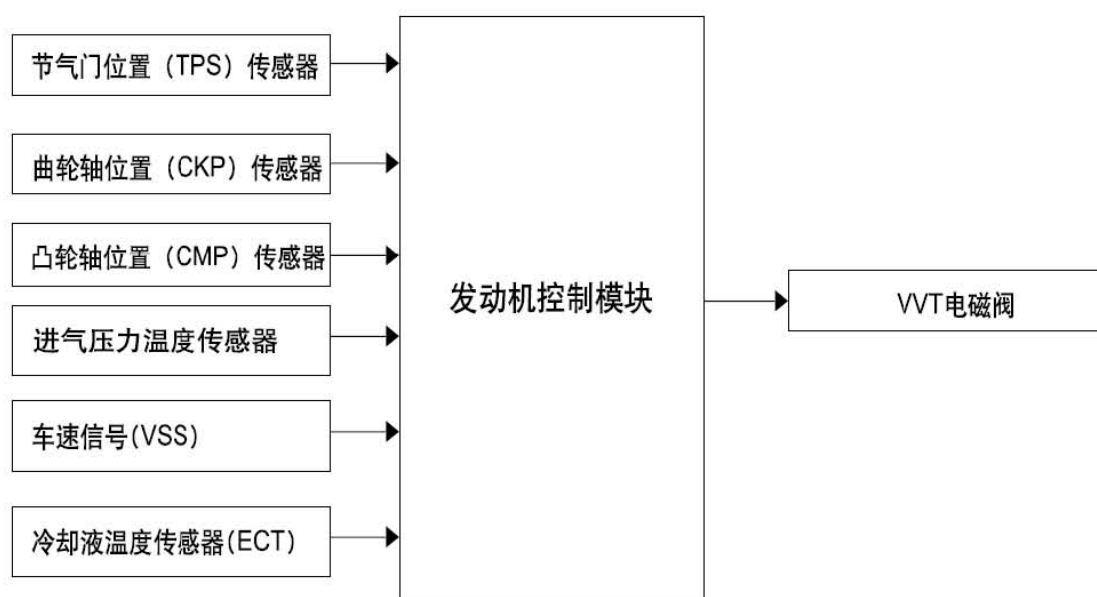 节气门位置（TPS）传感器
曲轮轴位置（CKP）传感器
凸轮轴位置（CMP）传感器
进气压力温度传感器
车速信号(VSS)
冷却液温度传感器(ECT)
发动机控制模块
VVT电磁阀